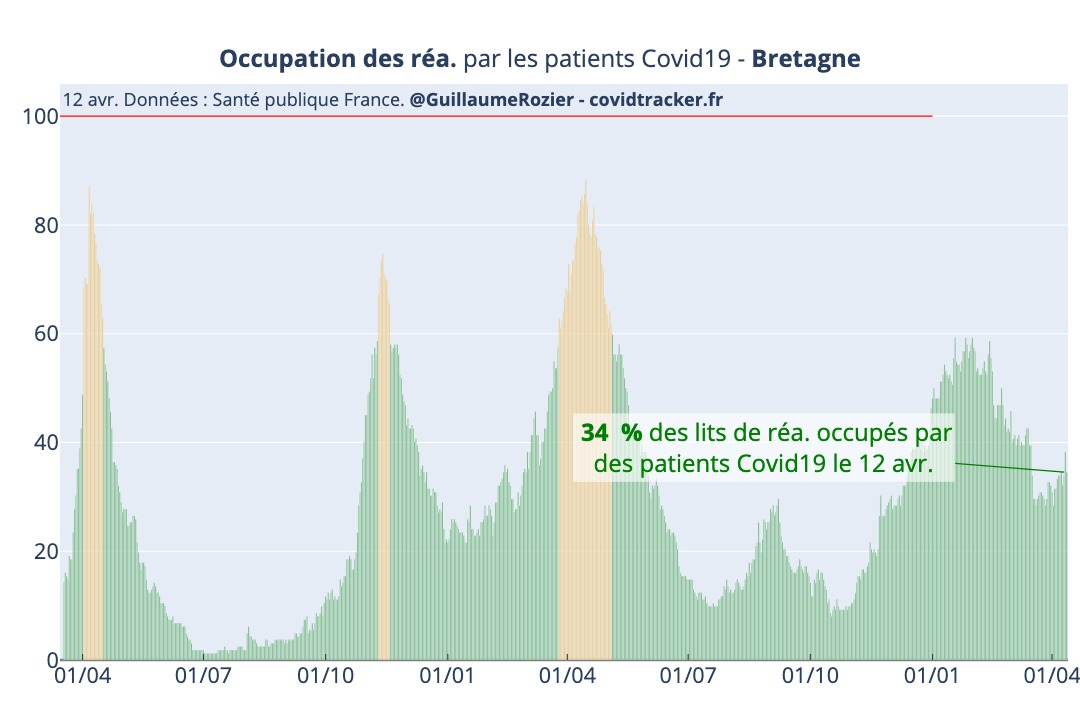 Occupation des réa. par les patients Covid19 - Bretagne
12 avr. Données : Santé publique France. @GuillaumeRozier - covidtracker.fr
100
80
60
40
20
0
34 % des lits de réa. occupés par
des patients Covid19 le 12 avr.
01/04 01/07 01/10 01/01 01/04 01/07 01/10 01/01 01/04